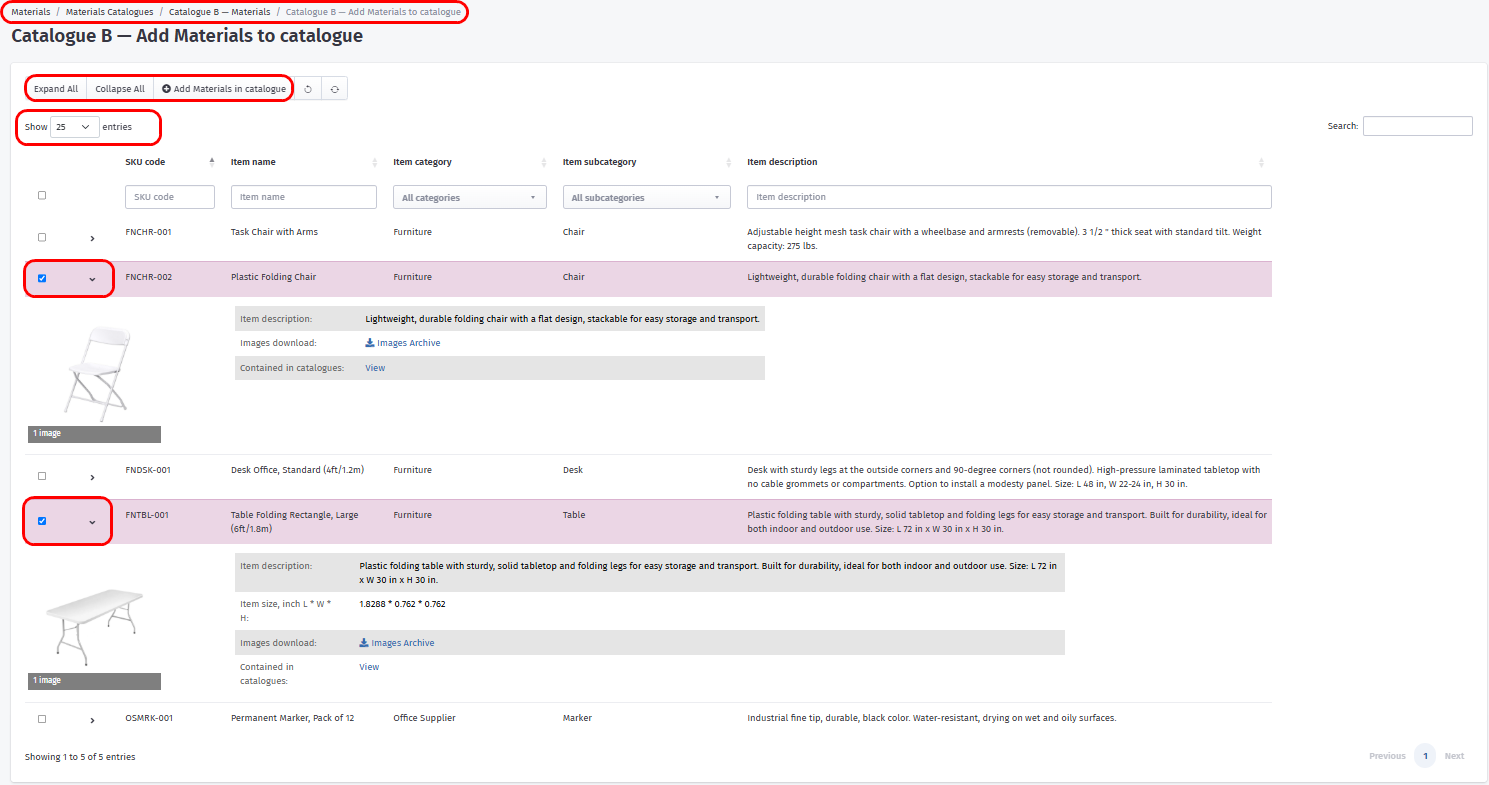 Materials / Materials Catalogues / Catalogue B — Materials / Catalogue B — Add Materials to catalogue
Catalogue B — Add Materials to catalogue
Expand All Collapse All Add Materials in catalogue
Show 25 entries Search:
SKU code Item name Item category Item subcategory Item description
SKU code Item name All categories All subcategories Item description
FNCHR-001 Task Chair with Arms Furniture Chair Adjustable height mesh task chair with a wheelbase and armrests (removable). 3 1/2 " thick seat with standard tilt. Weight
capacity: 275 lbs.
FNCHR-002 Plastic Folding Chair Furniture Chair Lightweight, durable folding chair with a flat design, stackable for easy storage and transport.
Item description: Lightweight, durable folding chair with a flat design, stackable for easy storage and transport.
Images download: Images Archive
Contained in catalogues: View
1 image
FNDSK-001 Desk Office, Standard (4ft/1.2m) Furniture Desk Desk with sturdy legs at the outside corners and 90-degree corners (not rounded). High-pressure laminated tabletop with
no cable grommets or compartments. Option to install a modesty panel. Size: L 48 in, W 22-24 in, H 30 in.
FNTBL-001 Table Folding Rectangle, Large Furniture Table Plastic folding table with sturdy, solid tabletop and folding legs for easy storage and transport. Built for durability, ideal for
(6ft/1.8m) both indoor and outdoor use. Size: L 72 in x W 30 in x H 30 in.
Item description: Plastic folding table with sturdy, solid tabletop and folding legs for easy storage and transport. Built for durability, ideal for both indoor and outdoor use. Size: L 72 in
x W 30 in x H 30 in.
Item size, inch L * W * 1.8288 * 0.762 * 0.762
H:
Images download: Images Archive
Contained in View
catalogues:
1 image
OSMRK-001 Permanent Marker, Pack of 12 Office Supplier Marker Industrial fine tip, durable, black color. Water-resistant, drying on wet and oily surfaces.
Showing 1 to 5 of 5 entries Previous 1 Next